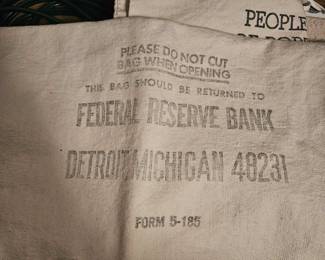 PEOPLE
PLEASE DO NOT CUT
BAG WHEN OPENING
THIS BAG SHOULD BE RETURNED TO
FEDERAL RESERVE BANK
DETROIT, MICHIGAN 48231
FORM 5-185